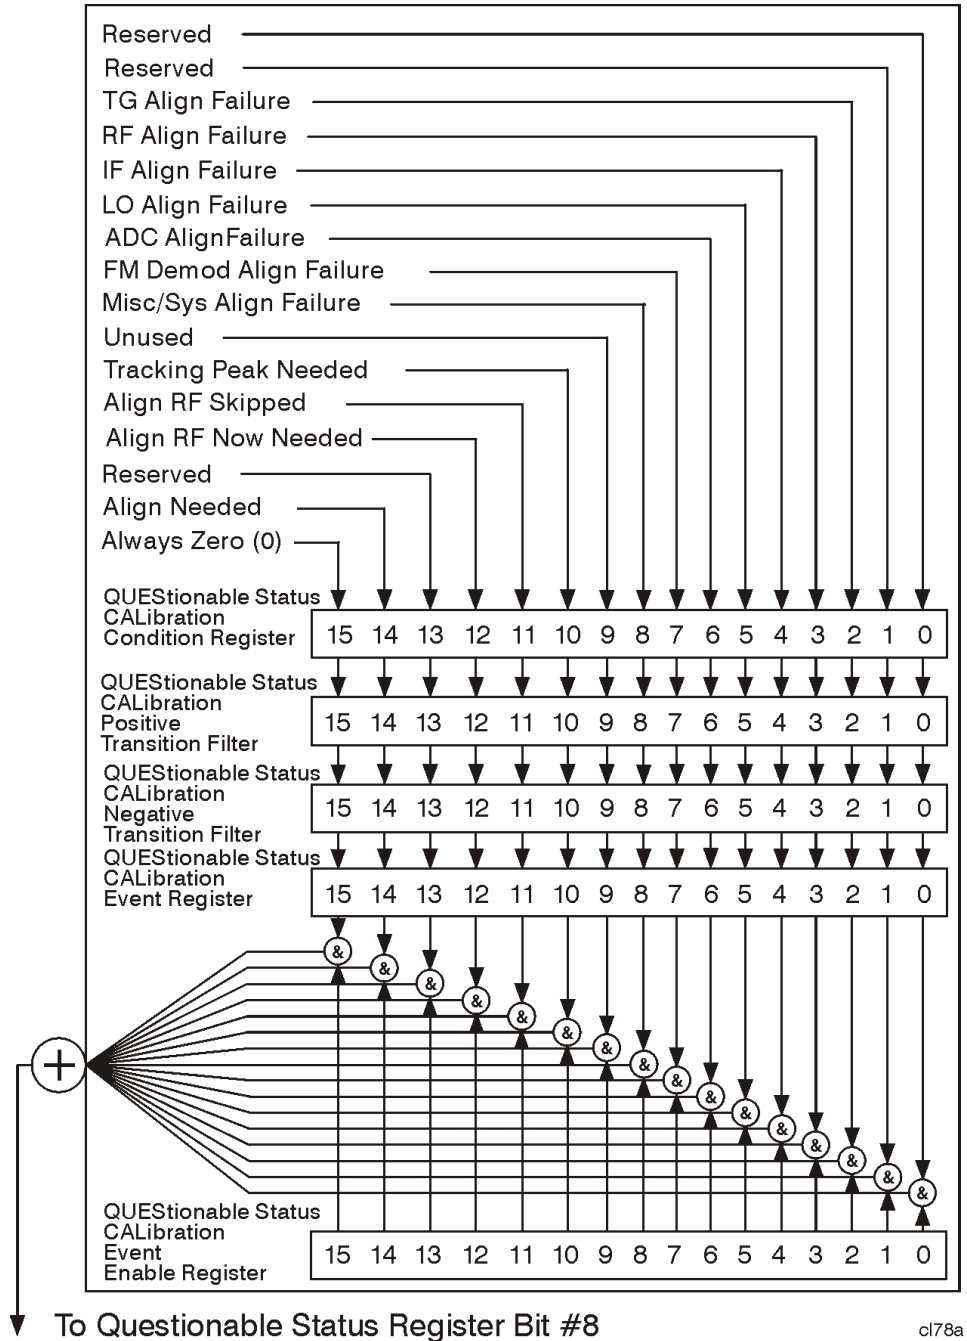 Reserved
Reserved
TG Align Failure
RF Align Failure
IF Align Failure
LO Align Failure
ADC AlignFailure
FM Demod Align Failure
Misc/Sys Align Failure
Unused
Tracking Peak Needed
Align RF Skipped
Align RF Now Needed
Reserved
Align Needed
Always Zero (0)
QUEStionable Status
CALibration
Condition Register
15 14 13 12 11 10 9 8 7 6 5 4 3 2 1 0
QUEStionable Status
CALibration
Positive
Transition Filter
15 14 13 12 11 10 9 8 7 6 5 4 3 2 1 0
QUEStionable Status
CALibration
Negative
Transition Filter
15 14 13 12 11 10 9 8 7 6 5 4 3 2 1 0
QUEStionable Status
CALibration
Event Register
15 14 13 12 11 10 9 8 7 6 5 4 3 2 1 0
& & & & & & & & & & & & & & & &
+
QUEStionable Status
CALibration
Event
Enable Register
15 14 13 12 11 10 9 8 7 6 5 4 3 2 1 0
To Questionable Status Register Bit #8
cl78a